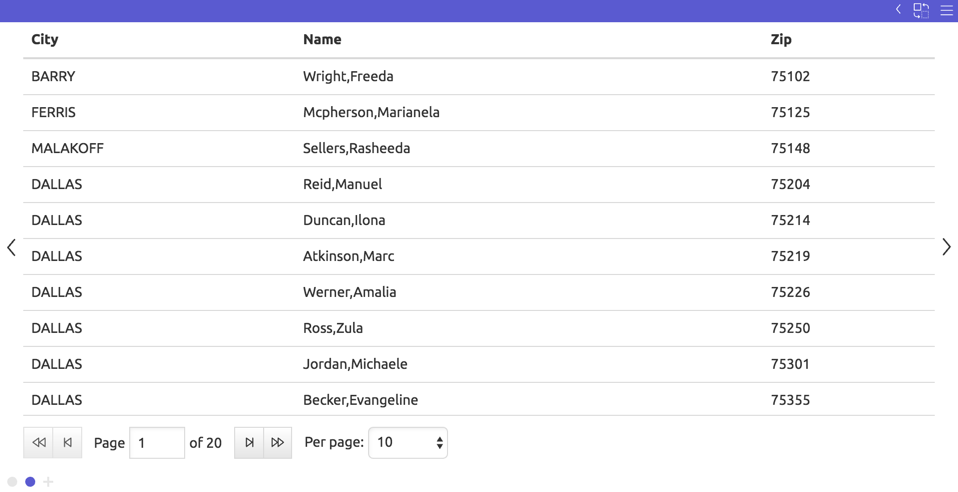 City Name Zip
BARRY Wright,Freeda 75102
FERRIS Mcpherson,Marianela 75125
MALAKOFF Sellers,Rasheeda 75148
DALLAS Reid,Manuel 75204
DALLAS Duncan,Ilona 75214
DALLAS Atkinson,Marc 75219
DALLAS Werner,Amalia 75226
DALLAS Ross,Zula 75250
DALLAS Jordan,Michaele 75301
DALLAS Becker,Evangeline 75355
Page 1 of 20 Per page: 10